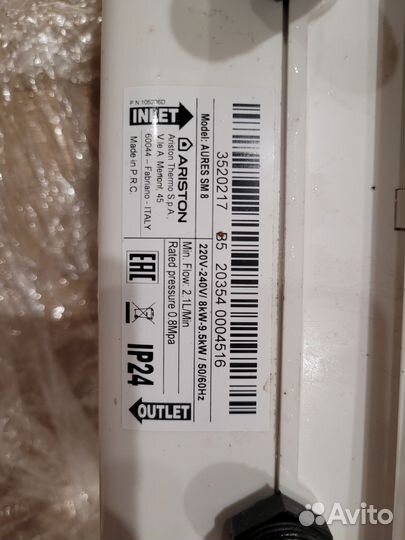 P.N.105236D
INLET
ARISTON
Ariston Thermo S.p.A.
V.le A. Merloni, 45
60044 – Fabriano - ITALY
Made in P.R.C.
Model: AURES SM 8
220V-240V/ 8kW-9.5kW / 50/60Hz
Min. Flow: 2.1L/Min
Rated pressure 0.8Mpa
3520217 85 20354 0004516
EAC
IP24
OUTLET
Avito